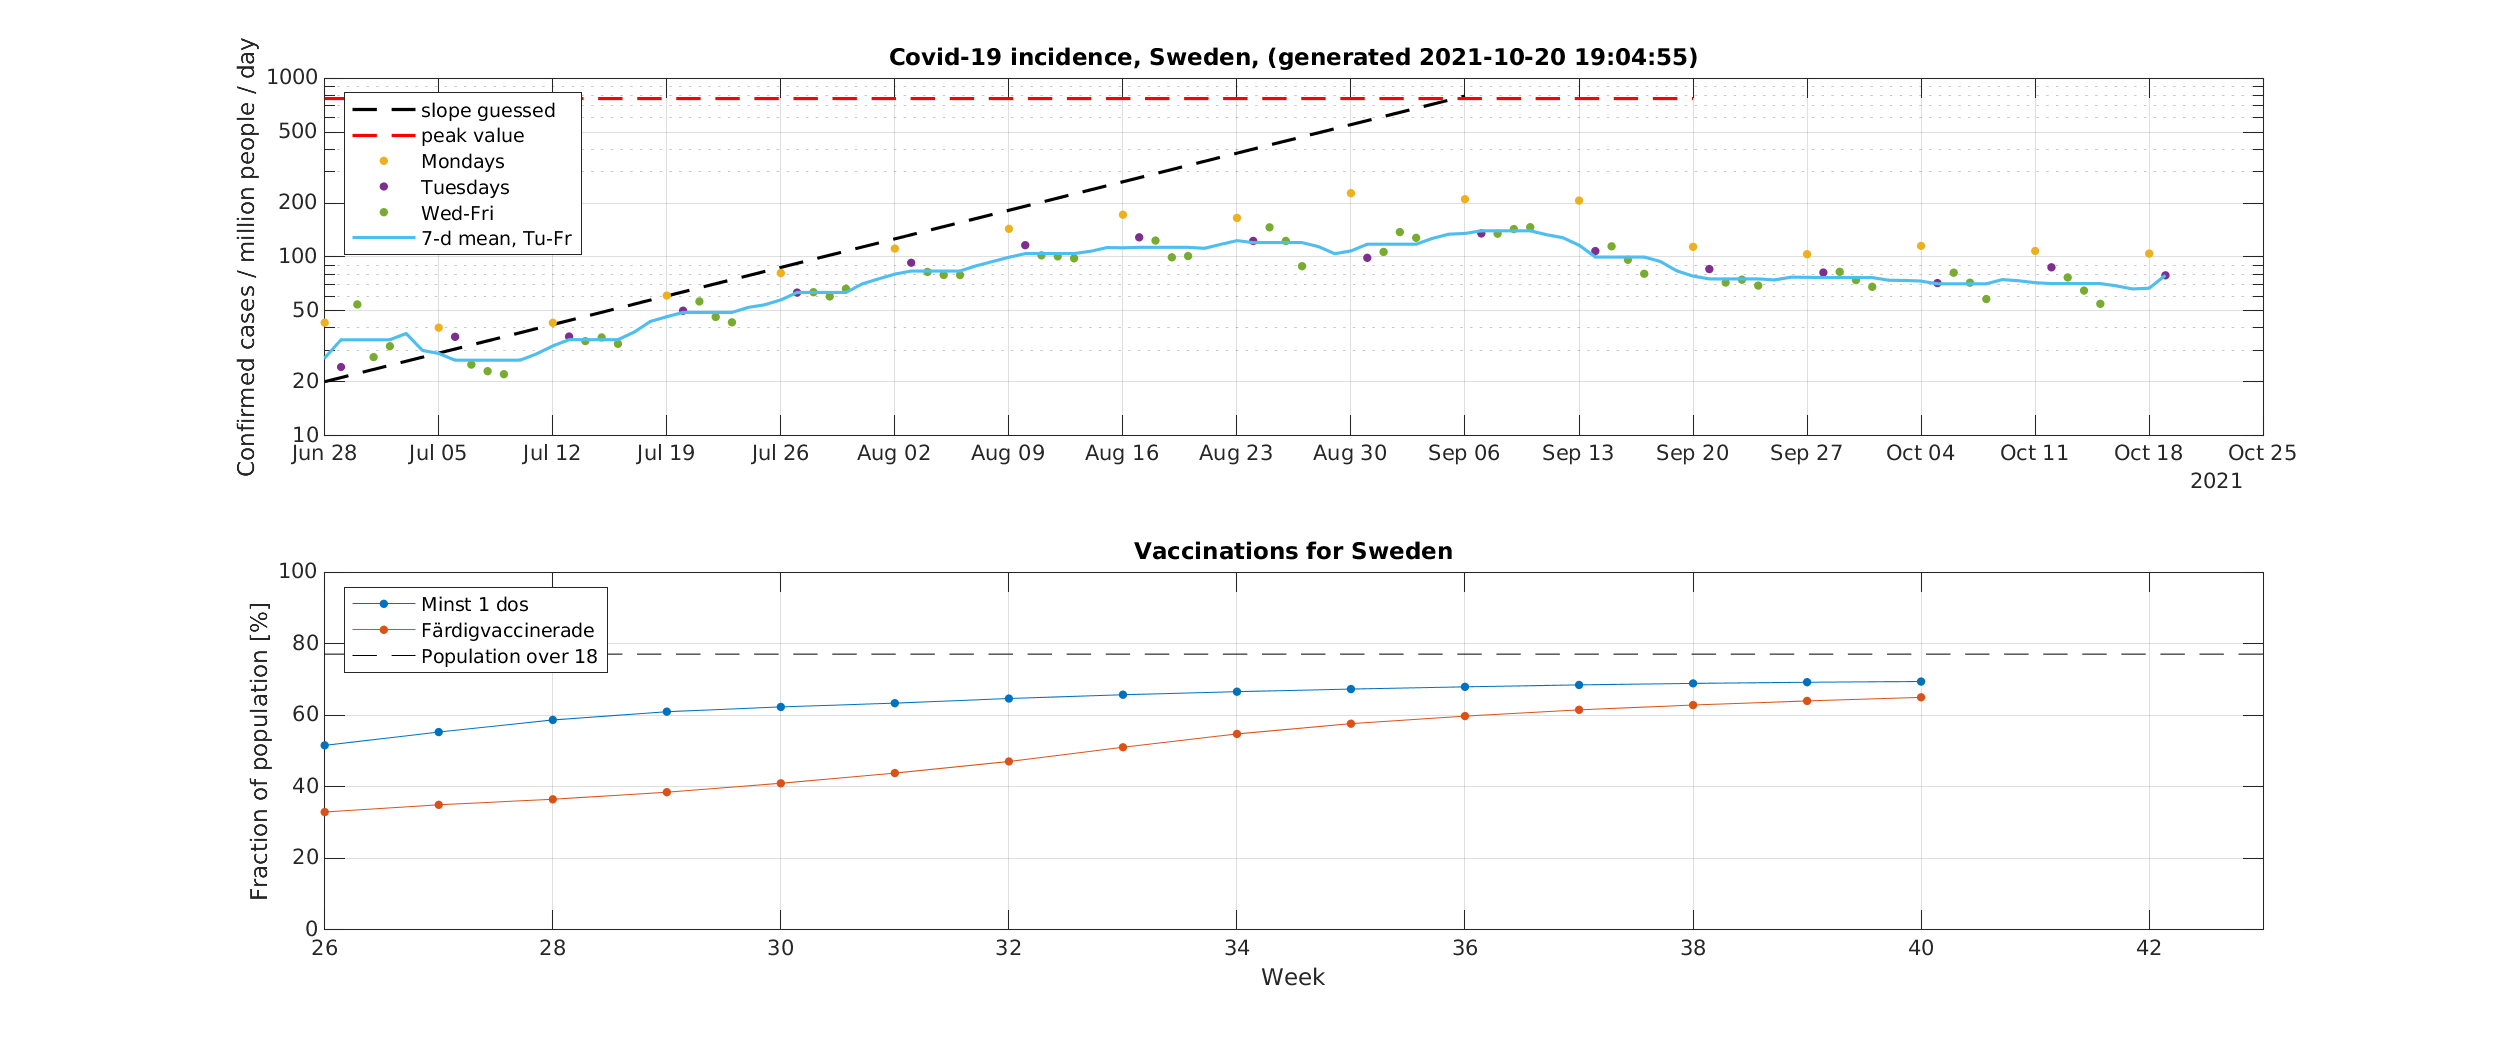 Covid-19 incidence, Sweden, (generated 2021-10-20 19:04:55)
Confirmed cases / million people / day
1000
500
200
100
50
20
10
slope guessed
peak value
Mondays
Tuesdays
Wed-Fri
7-d mean, Tu-Fr
Jun 28 Jul 05 Jul 12 Jul 19 Jul 26 Aug 02 Aug 09 Aug 16 Aug 23 Aug 30 Sep 06 Sep 13 Sep 20 Sep 27 Oct 04 Oct 11 Oct 18 Oct 25
2021
Vaccinations for Sweden
Fraction of population [%]
100
80
60
40
20
0
Minst 1 dos
Färdigvaccinerade
Population over 18
26 28 30 32 34 36 38 40 42
Week